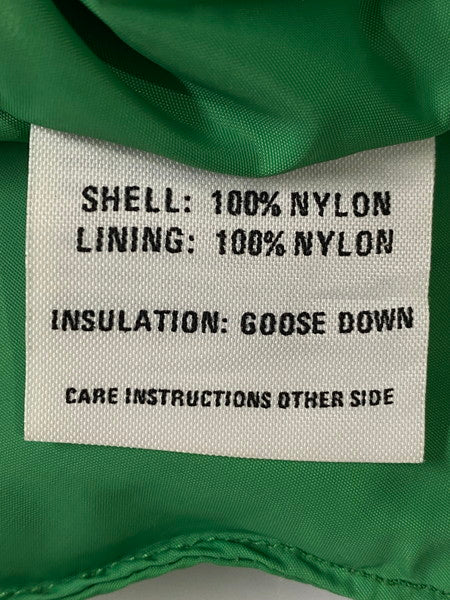 SHELL: 100% NYLON
LINING: 100% NYLON
INSULATION: GOOSE DOWN
CARE INSTRUCTIONS OTHER SIDE